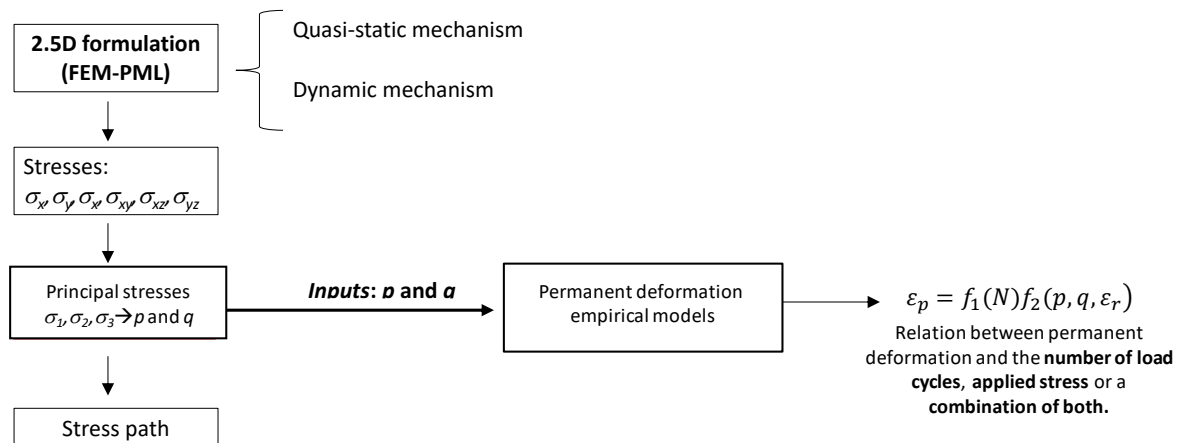 2.5D formulation
(FEM-PML)
Quasi-static mechanism
Dynamic mechanism
Stresses:
σx, σy, σx, σxy, σxz, σyz
Principal stresses
σ1, σ2, σ3→p and q
Inputs: p and q
Permanent deformation
empirical models
εp = f1(N)f2(p, q, εr)
Relation between permanent
deformation and the number of load
cycles, applied stress or a
combination of both.
Stress path